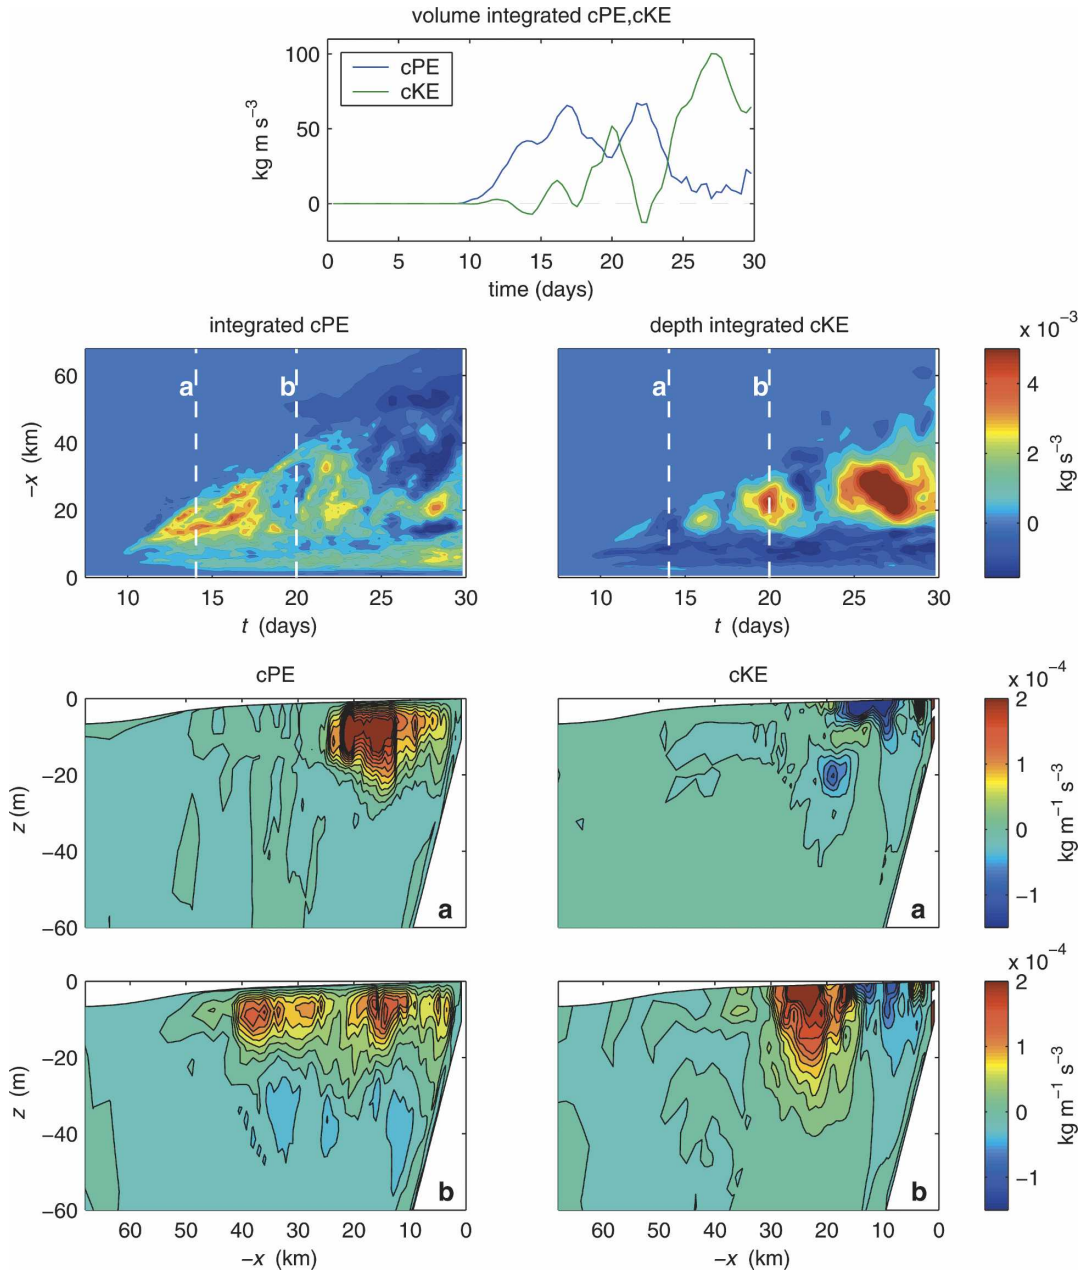 volume integrated cPE,cKE
100
50
0
kg m s⁻³
cPE
cKE
0 5 10 15 20 25 30
time (days)
integrated cPE
depth integrated cKE
x 10⁻³
60
40
20
0
−x (km)
a b
a b
4
2
0
kg s⁻³
10 15 20 25 30
10 15 20 25 30
t (days)
t (days)
cPE
cKE
x 10⁻⁴
0
−20
−40
−60
z (m)
a
a
2
1
0
−1
kg m⁻¹ s⁻³
x 10⁻⁴
0
−20
−40
−60
z (m)
b
b
2
1
0
−1
kg m⁻¹ s⁻³
60 50 40 30 20 10 0
60 50 40 30 20 10 0
−x (km)
−x (km)